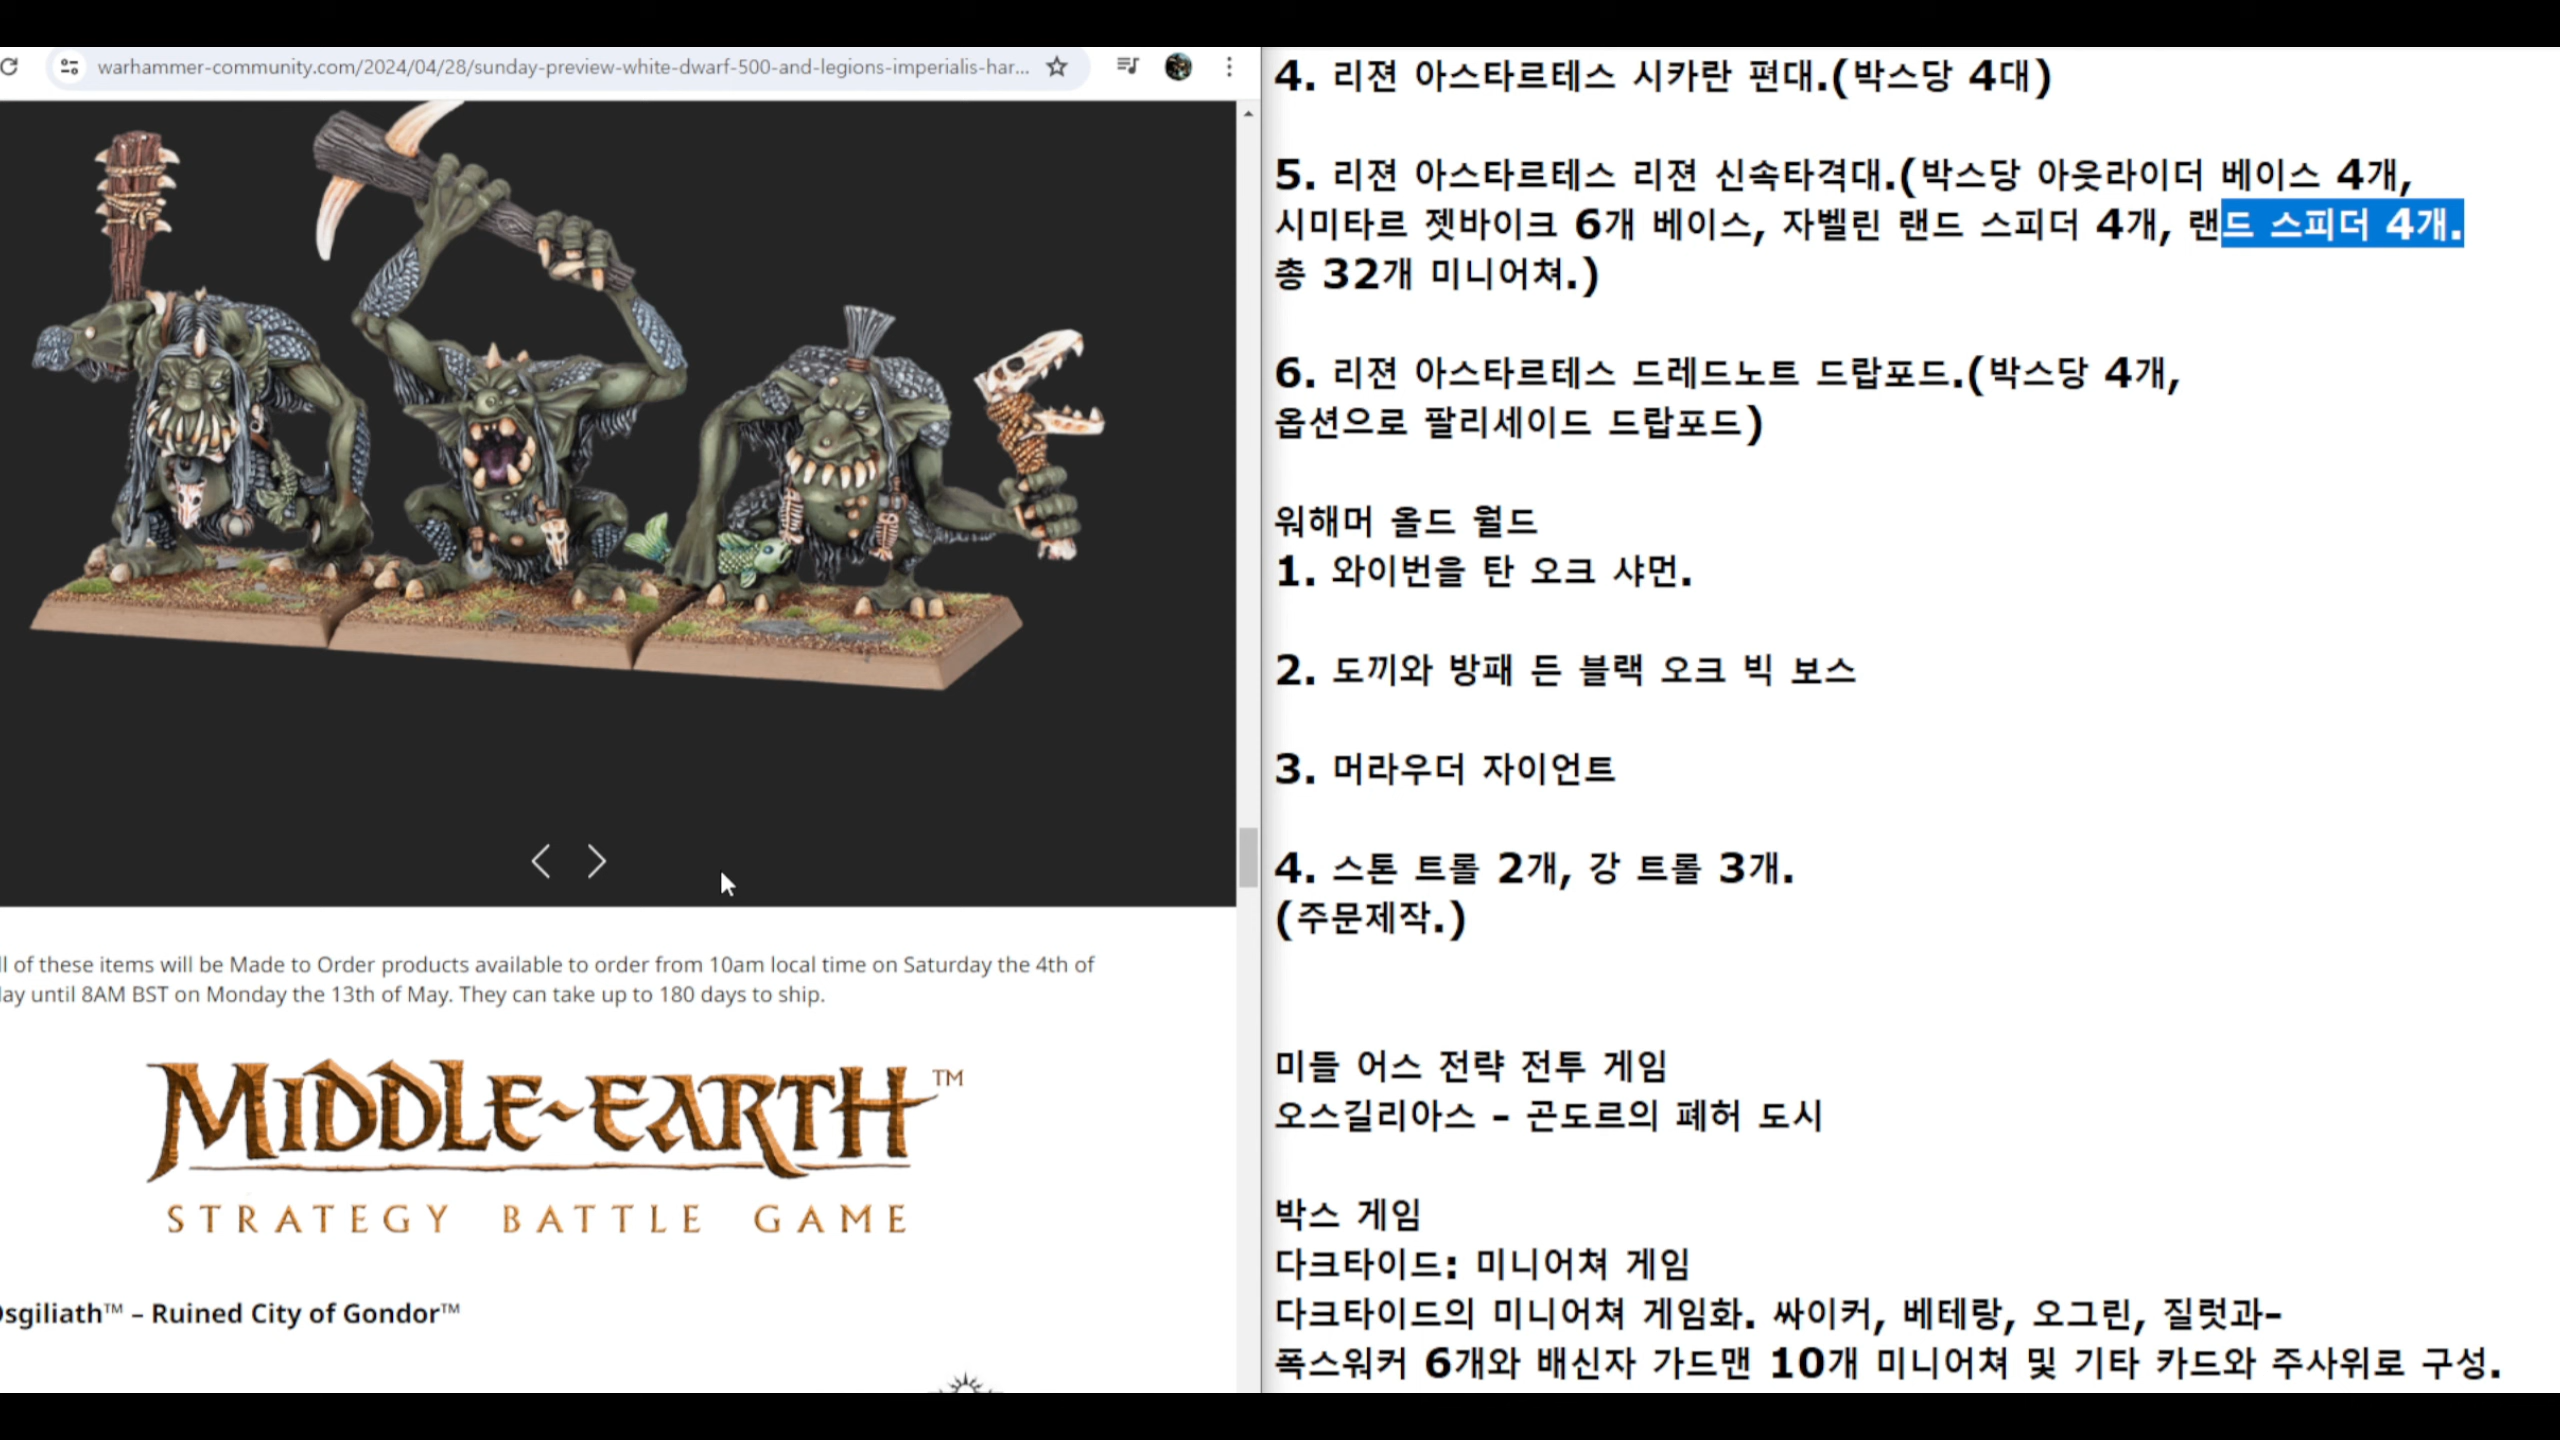 warhammer-community.com/2024/04/28/sunday-preview-white-dwarf-500-and-legions-imperialis-har...
ll of these items will be Made to Order products available to order from 10am local time on Saturday the 4th of
lay until 8AM BST on Monday the 13th of May. They can take up to 180 days to ship.
MIDDLE-EARTH™
STRATEGY BATTLE GAME
Osgiliath™ – Ruined City of Gondor™
4. 리젼 아스타르테스 시카란 편대.(박스당 4대)
5. 리젼 아스타르테스 리젼 신속타격대.(박스당 아웃라이더 베이스 4개,
시미타르 젯바이크 6개 베이스, 자벨린 랜드 스피더 4개, 랜드 스피더 4개.
총 32개 미니어쳐.)
6. 리젼 아스타르테스 드레드노트 드랍포드.(박스당 4개,
옵션으로 팔리세이드 드랍포드)
워해머 올드 월드
1. 와이번을 탄 오크 샤먼.
2. 도끼와 방패 든 블랙 오크 빅 보스
3. 머라우더 자이언트
4. 스톤 트롤 2개, 강 트롤 3개.
(주문제작.)
미들 어스 전략 전투 게임
오스길리아스 - 곤도르의 폐허 도시
박스 게임
다크타이드: 미니어쳐 게임
다크타이드의 미니어쳐 게임화. 싸이커, 베테랑, 오그린, 질럿과-
폭스워커 6개와 배신자 가드맨 10개 미니어쳐 및 기타 카드와 주사위로 구성.